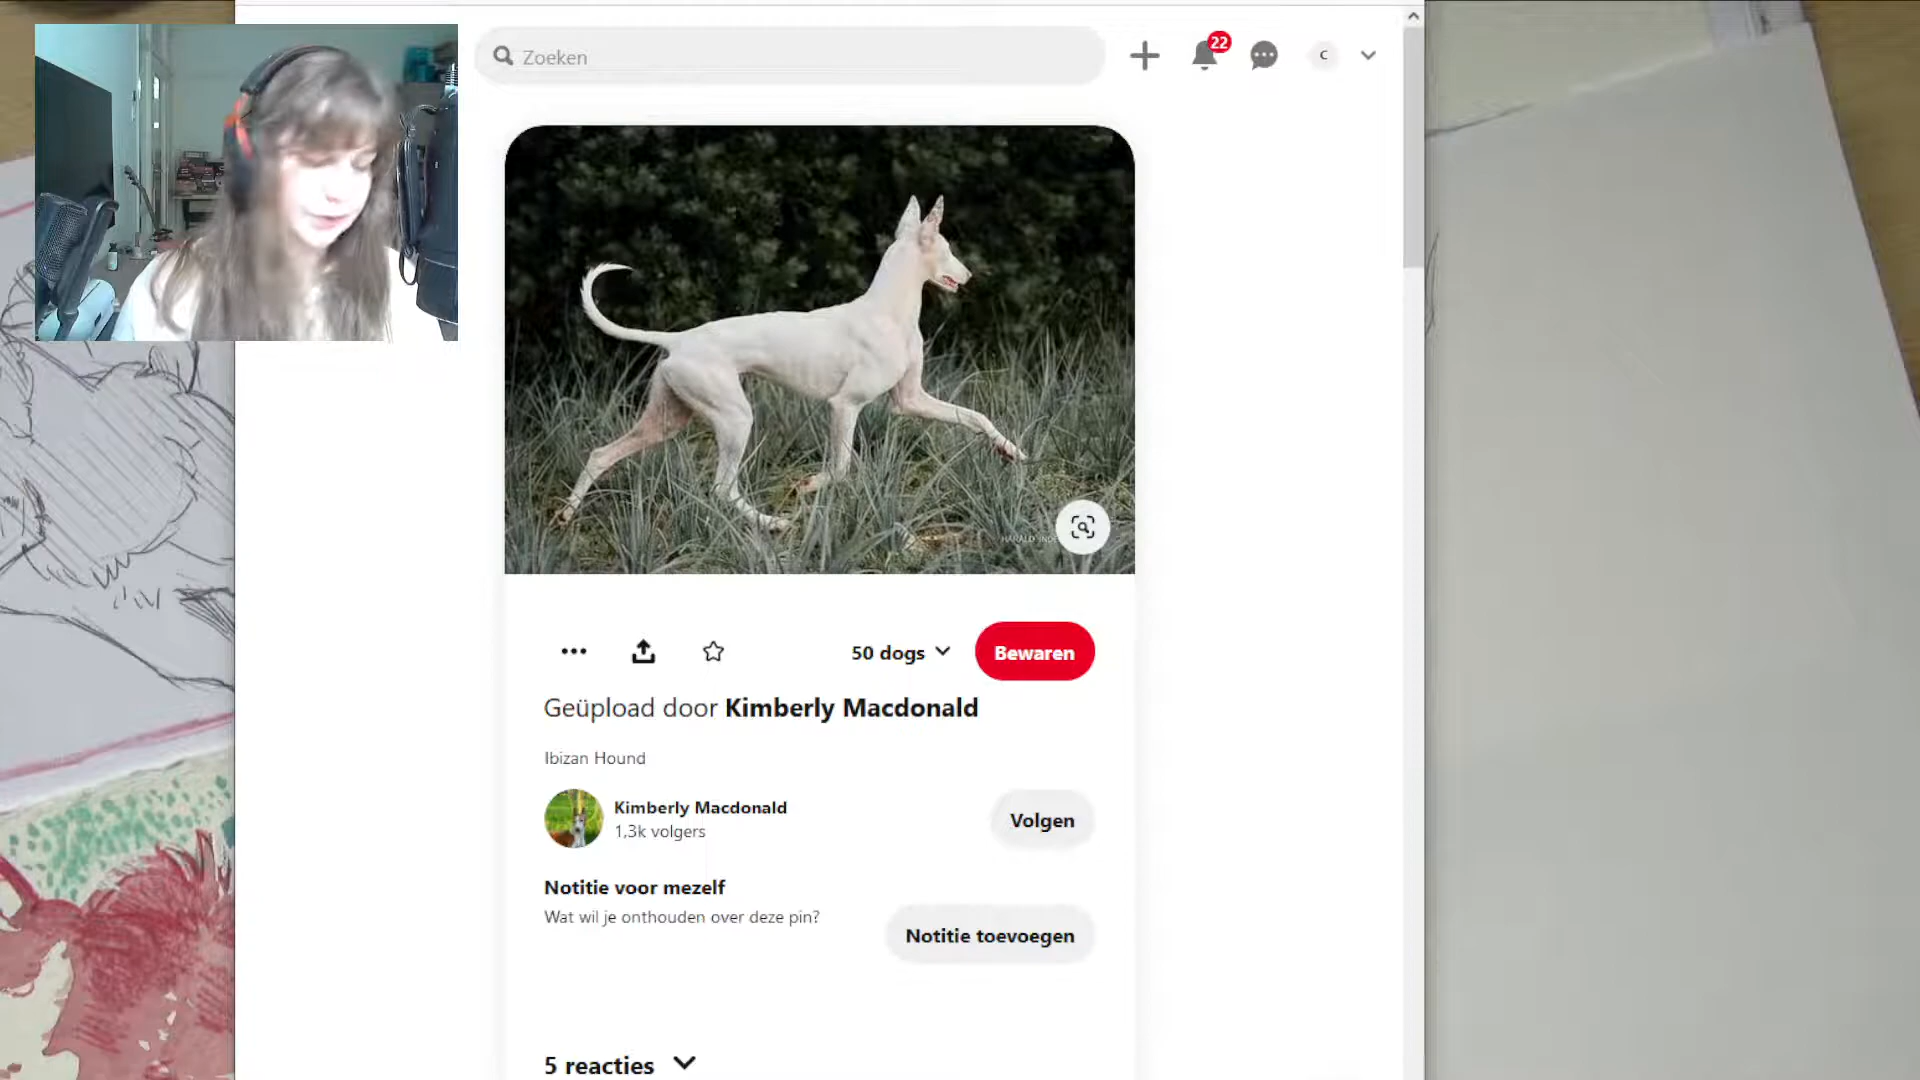 Zoeken
22
C
50 dogs
Bewaren
Geüpload door Kimberly Macdonald
Ibizan Hound
Kimberly Macdonald
1,3k volgers
Volgen
Notitie voor mezelf
Wat wil je onthouden over deze pin?
Notitie toevoegen
5 reacties